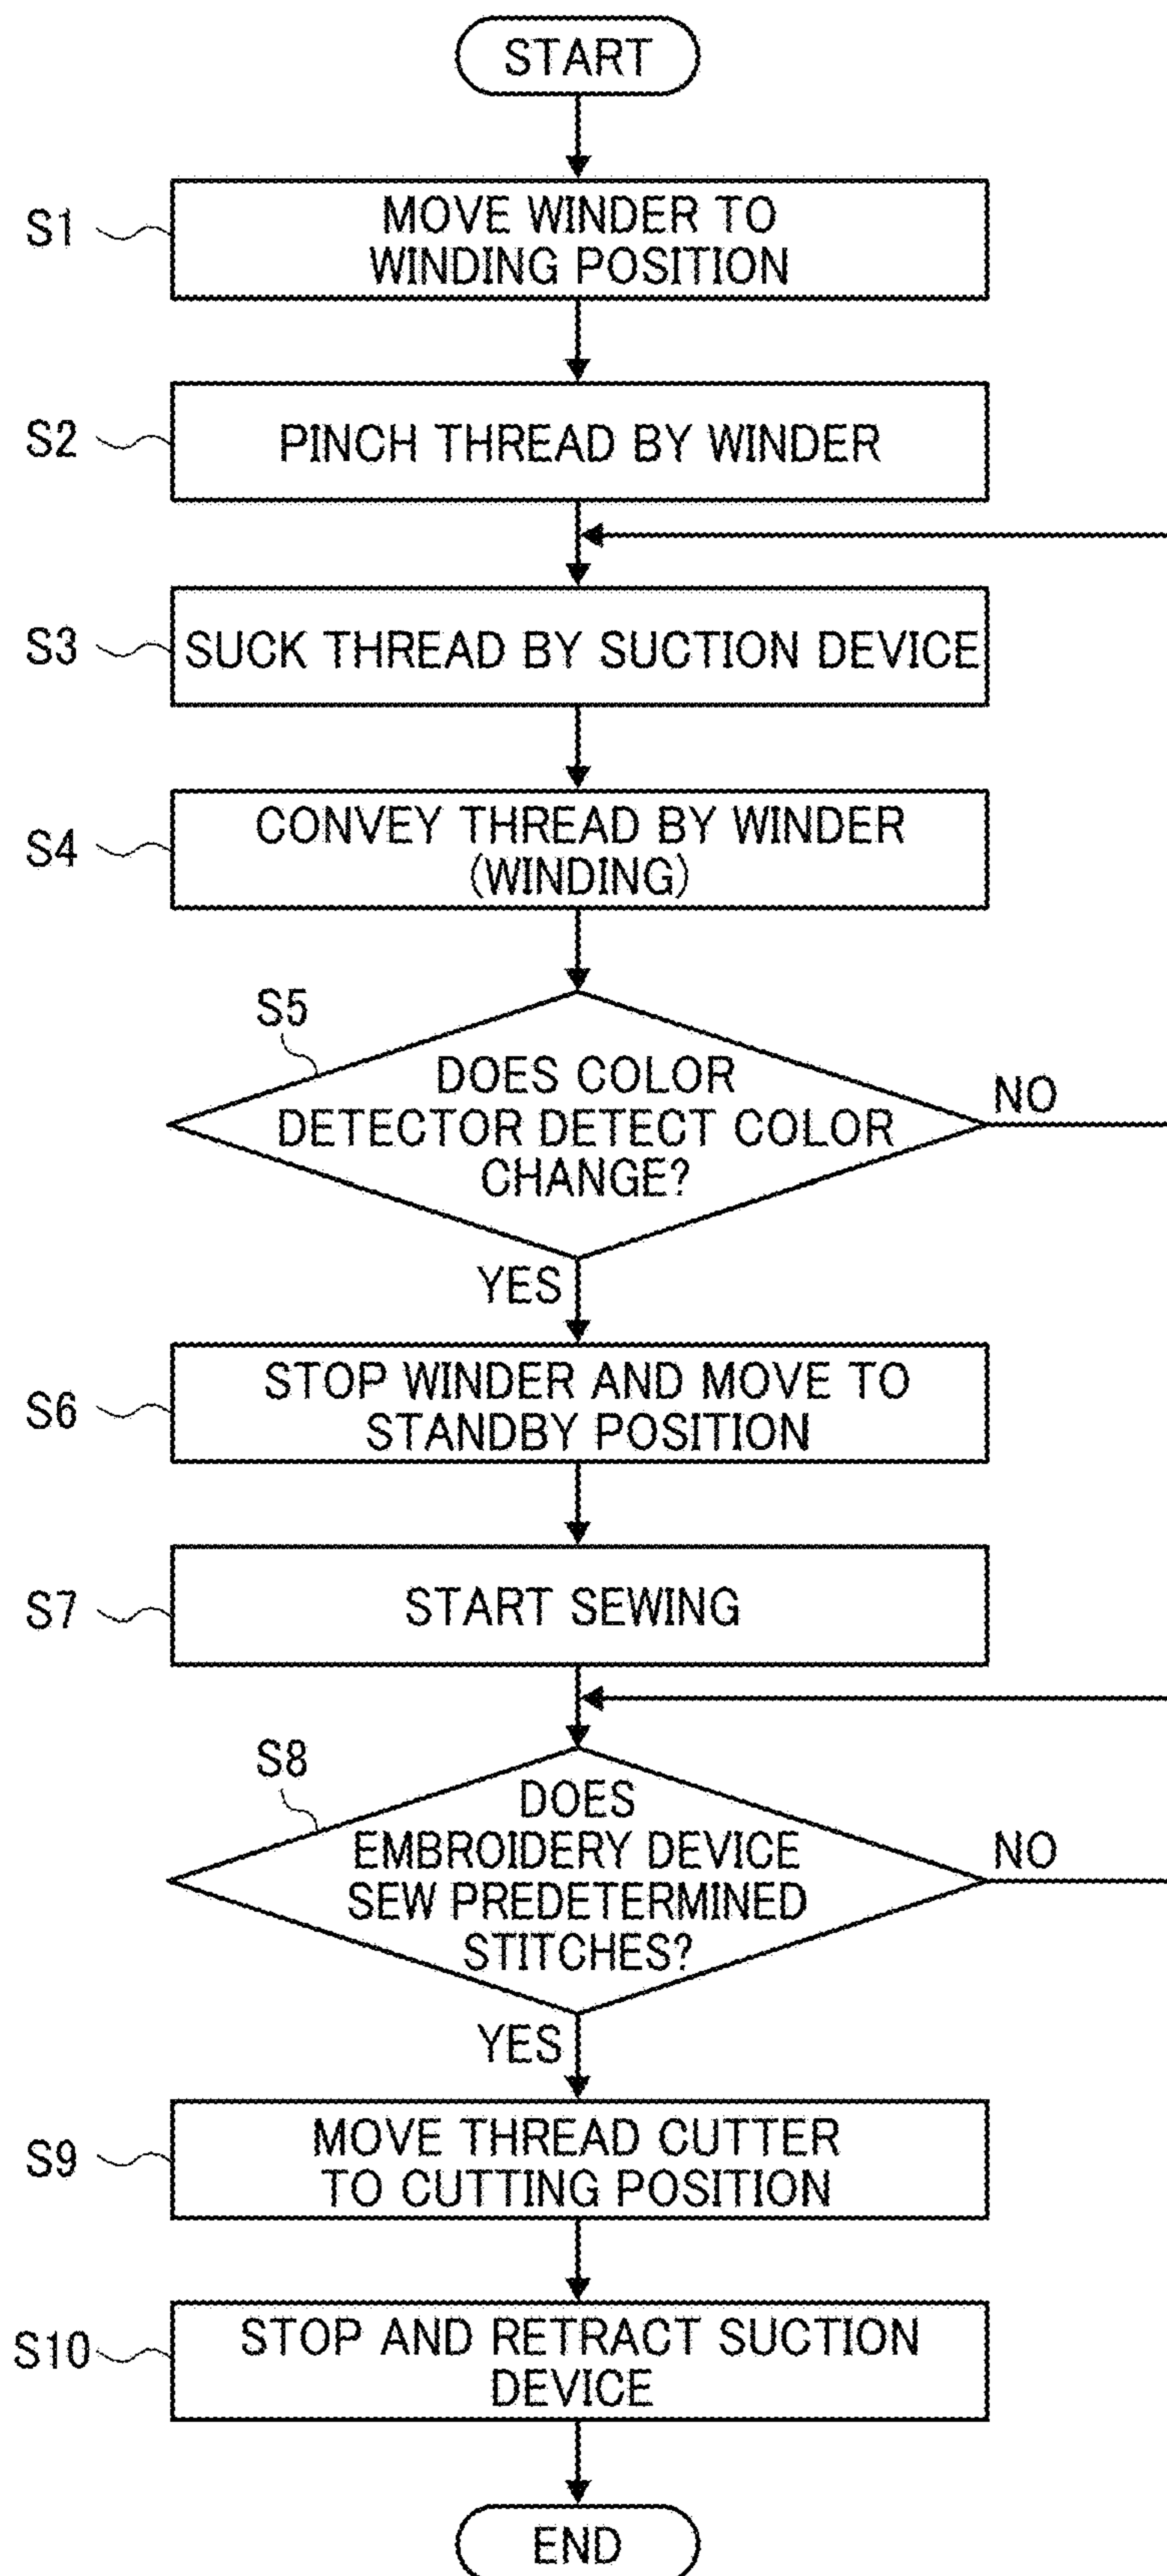 START
S1
MOVE WINDER TO
WINDING POSITION
S2
PINCH THREAD BY WINDER
S3
SUCK THREAD BY SUCTION DEVICE
S4
CONVEY THREAD BY WINDER
(WINDING)
S5
DOES COLOR
DETECTOR DETECT COLOR
CHANGE?
NO
YES
S6
STOP WINDER AND MOVE TO
STANDBY POSITION
S7
START SEWING
S8
DOES
EMBROIDERY DEVICE
SEW PREDETERMINED
STITCHES?
NO
YES
S9
MOVE THREAD CUTTER
TO CUTTING POSITION
S10
STOP AND RETRACT SUCTION
DEVICE
END